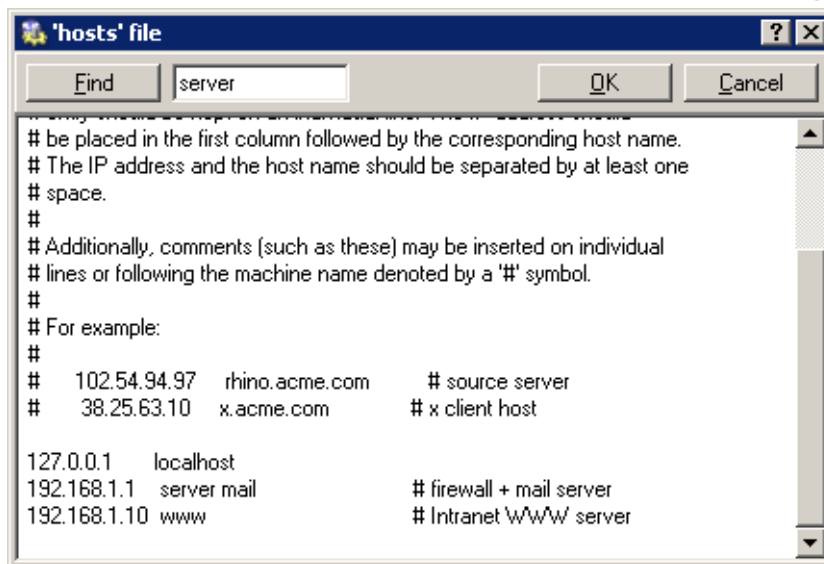 'hosts' file
Find server OK Cancel
# be placed in the first column followed by the corresponding host name.
# The IP address and the host name should be separated by at least one
# space.
#
# Additionally, comments (such as these) may be inserted on individual
# lines or following the machine name denoted by a '#' symbol.
#
# For example:
#
# 102.54.94.97 rhino.acme.com # source server
# 38.25.63.10 x.acme.com # x client host
127.0.0.1 localhost
192.168.1.1 server mail # firewall + mail server
192.168.1.10 www # Intranet WWW server